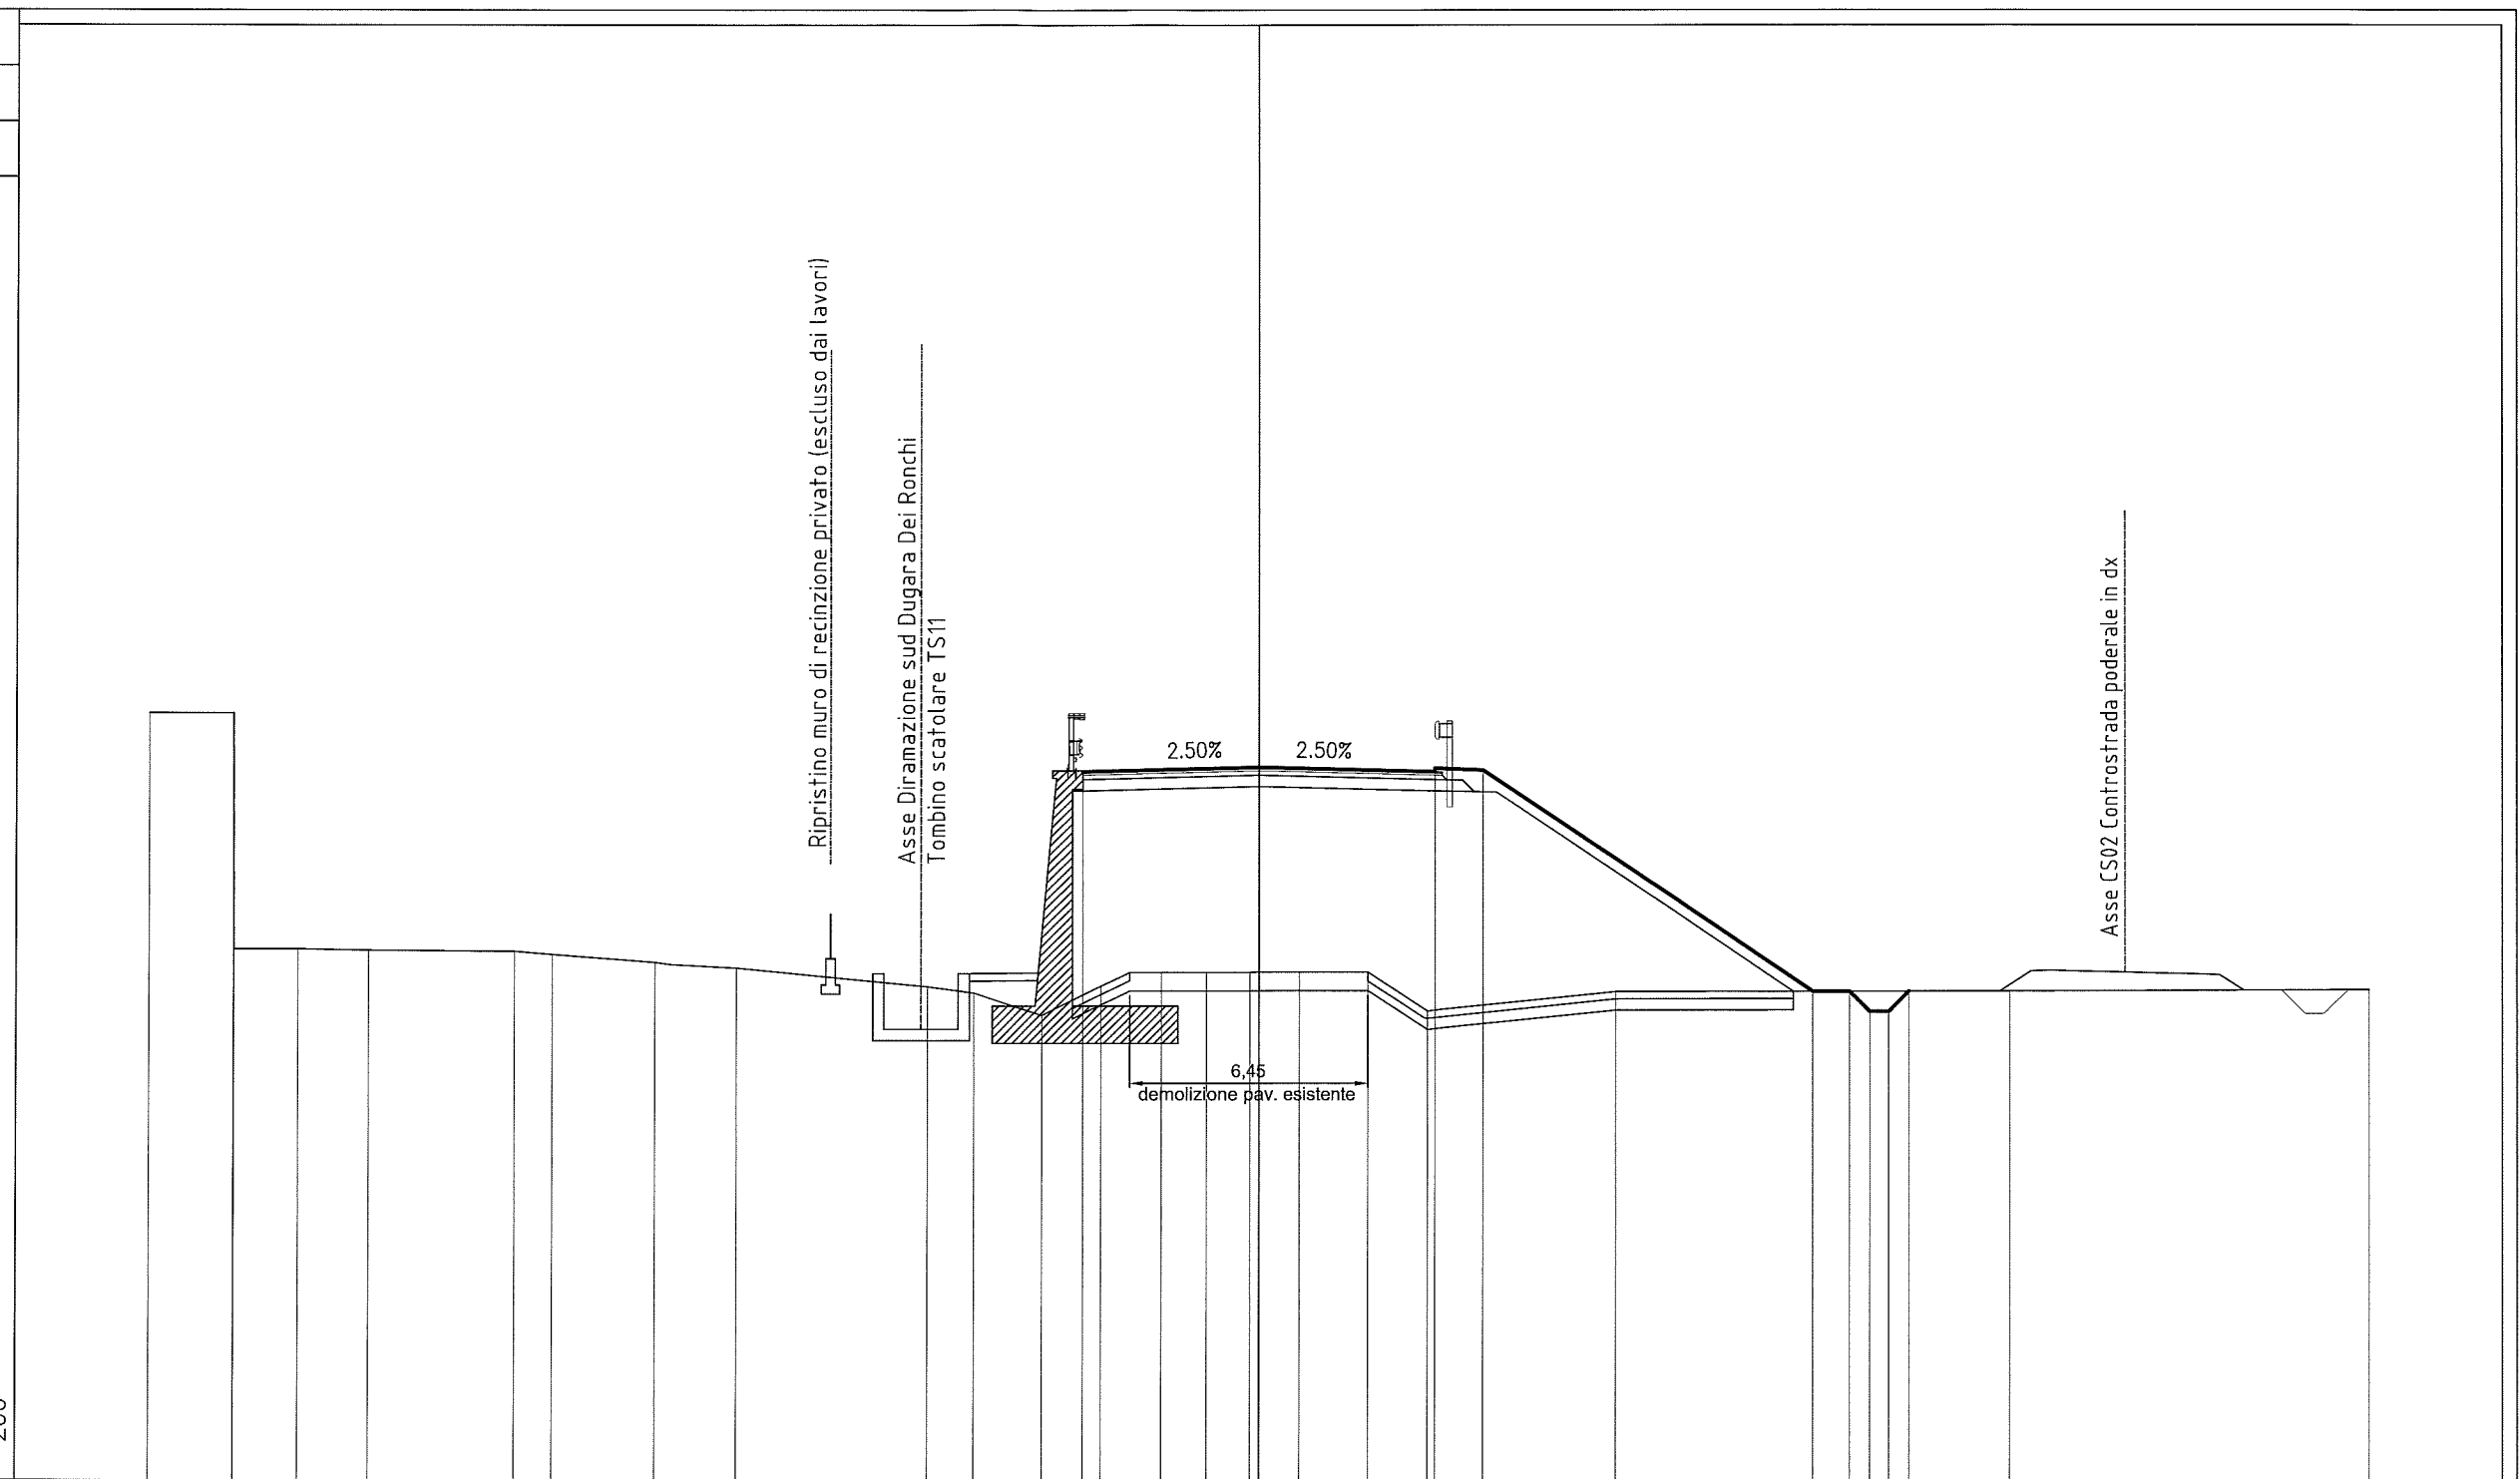 Ripristino muro di recinzione privato (escluso dai lavori)
Asse Diramazione sud Dugara Dei Ronchi
Tombino scatolare TS11
2.50%
2.50%
Asse CS02 Controstrada poderale in dx
6,45
demolizione pav. esistente